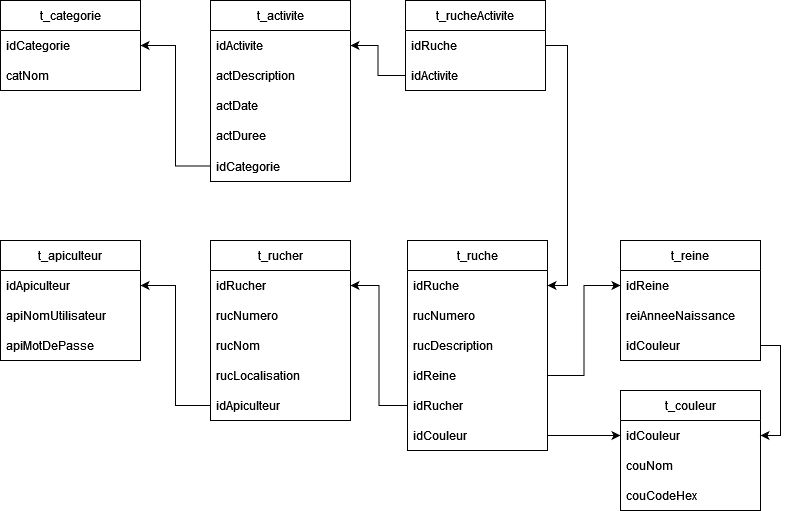 t_categorie
idCategorie
catNom
t_activite
idActivite
actDescription
actDate
actDuree
idCategorie
t_rucheActivite
idRuche
idActivite
t_apiculteur
idApiculteur
apiNomUtilisateur
apiMotDePasse
t_rucher
idRucher
rucNumero
rucNom
rucLocalisation
idApiculteur
t_ruche
idRuche
rucNumero
rucDescription
idReine
idRucher
idCouleur
t_reine
idReine
reiAnneeNaissance
idCouleur
t_couleur
idCouleur
couNom
couCodeHex